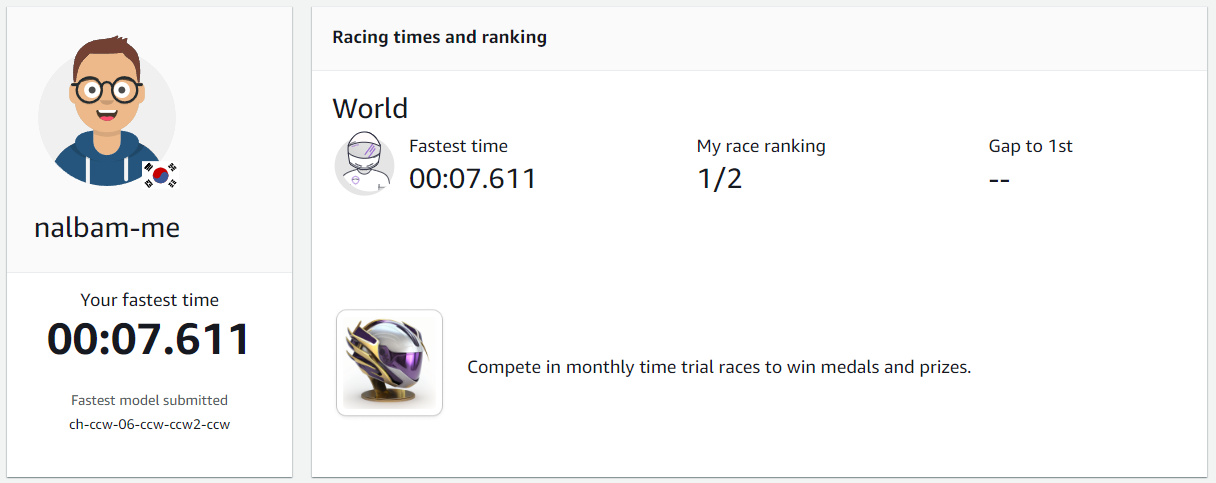 nalbam-me
Your fastest time
00:07.611
Fastest model submitted
ch-ccw-06-ccw-ccw2-ccw
Racing times and ranking
World
Fastest time
00:07.611
My race ranking
1/2
Gap to 1st
--
Compete in monthly time trial races to win medals and prizes.